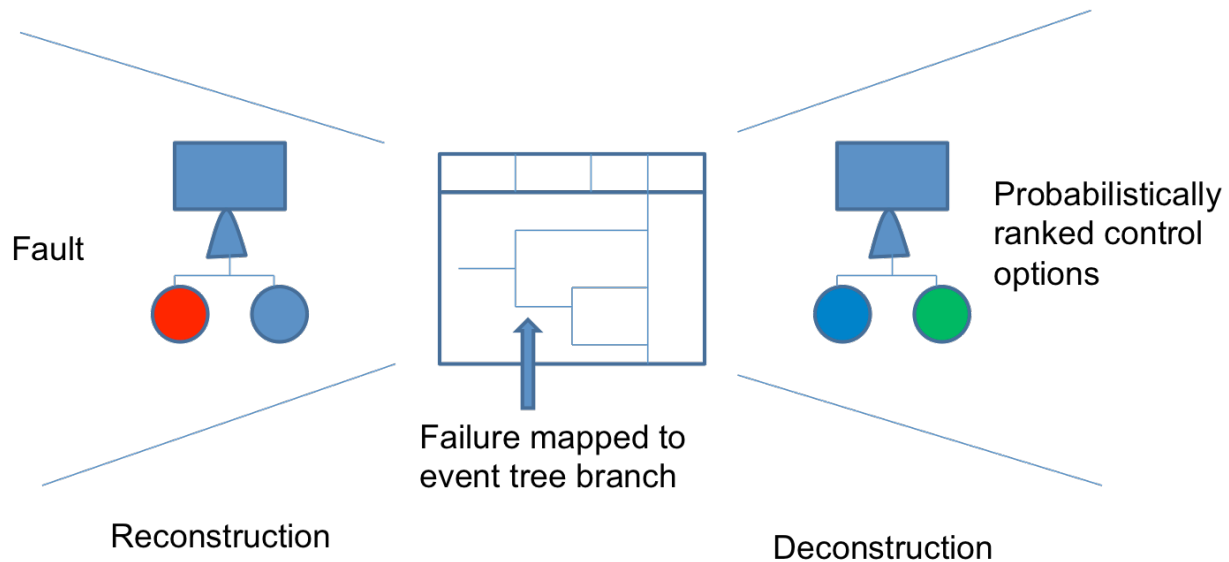 Fault
Probabilistically
ranked control
options
Failure mapped to
event tree branch
Reconstruction
Deconstruction